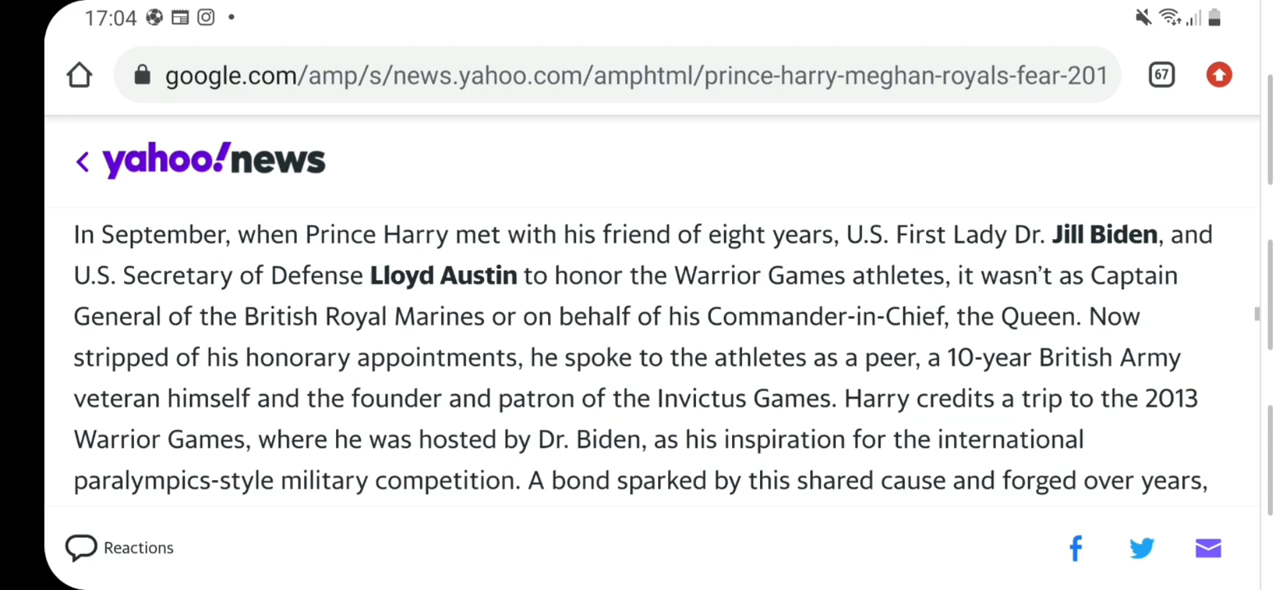 17:04
google.com/amp/s/news.yahoo.com/amphtml/prince-harry-meghan-royals-fear-201
67
yahoo!news
In September, when Prince Harry met with his friend of eight years, U.S. First Lady Dr. Jill Biden, and
U.S. Secretary of Defense Lloyd Austin to honor the Warrior Games athletes, it wasn't as Captain
General of the British Royal Marines or on behalf of his Commander-in-Chief, the Queen. Now
stripped of his honorary appointments, he spoke to the athletes as a peer, a 10-year British Army
veteran himself and the founder and patron of the Invictus Games. Harry credits a trip to the 2013
Warrior Games, where he was hosted by Dr. Biden, as his inspiration for the international
paralympics-style military competition. A bond sparked by this shared cause and forged over years,
Reactions